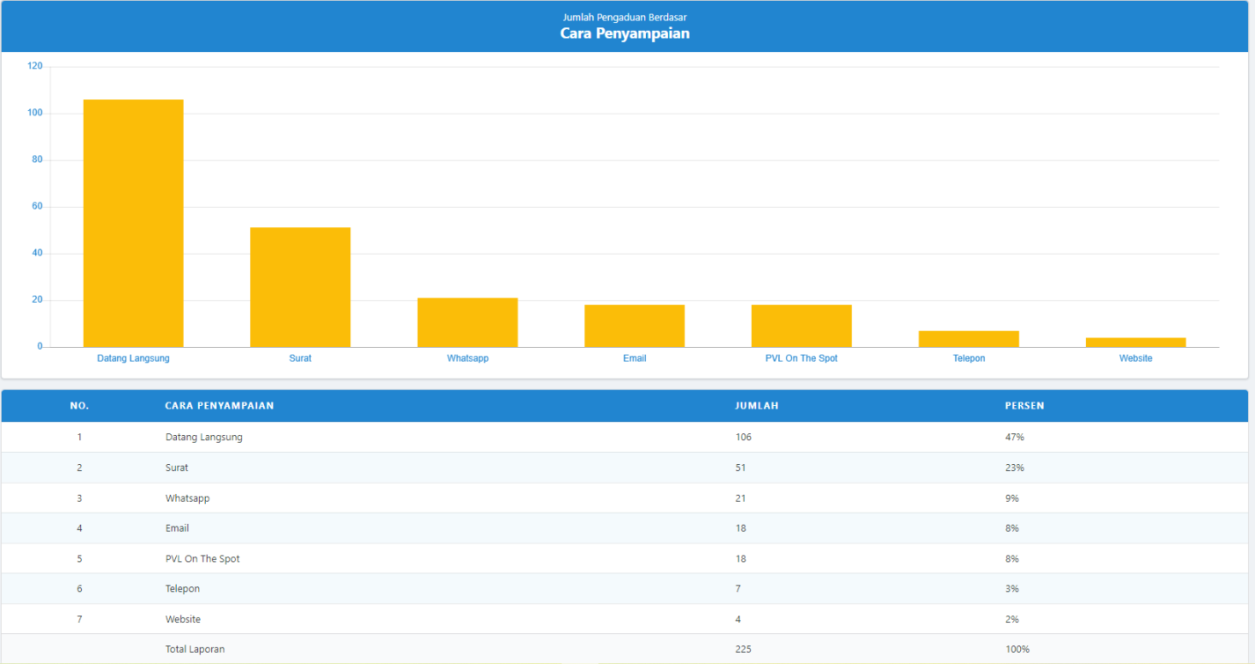 Jumlah Pengaduan Berdasar
Cara Penyampaian
120
100
80
60
40
20
0
Datang Langsung Surat Whatsapp Email PVL On The Spot Telepon Website
NO. CARA PENYAMPAIAN JUMLAH PERSEN
1 Datang Langsung 106 47%
2 Surat 51 23%
3 Whatsapp 21 9%
4 Email 18 8%
5 PVL On The Spot 18 8%
6 Telepon 7 3%
7 Website 4 2%
Total Laporan 225 100%